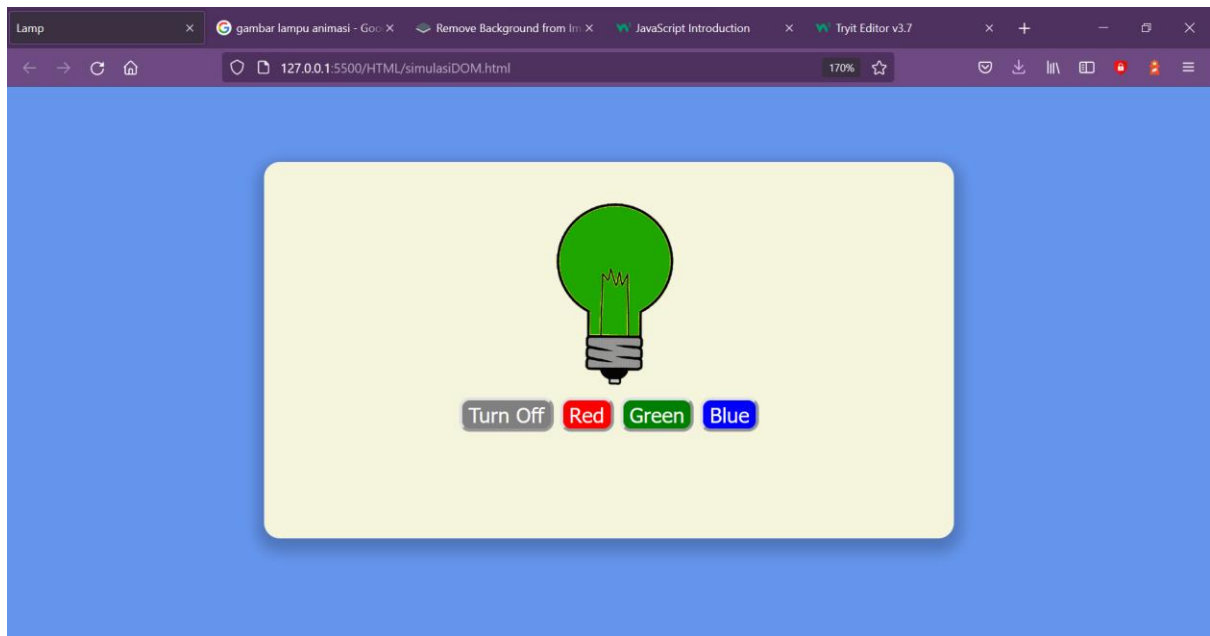 Lamp
gambar lampu animasi - Goo
Remove Background from Im
JavaScript Introduction
Tryit Editor v3.7
127.0.0.1:5500/HTML/simulasiDOM.html
170%
Turn Off Red Green Blue